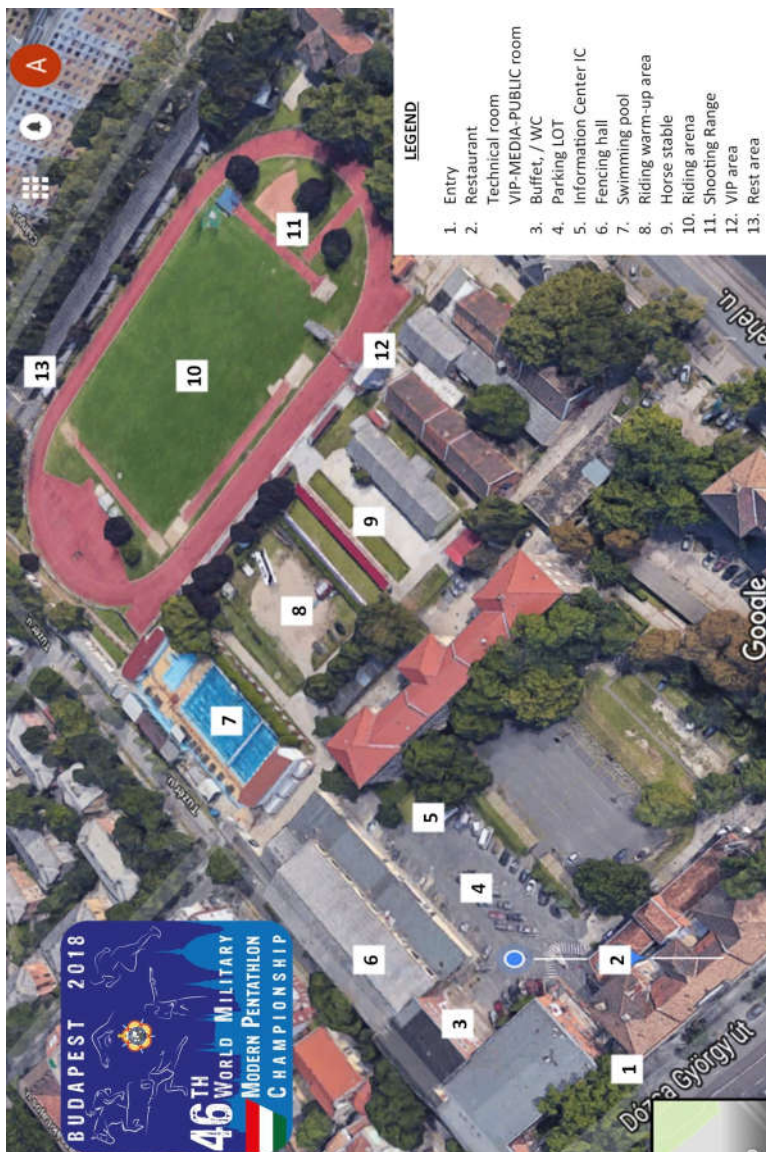 BUDAPEST 2018
46TH
WORLD MILITARY
MODERN PENTATHLON
CHAMPIONSHIP
A
Tüzér u.
Tüzér u.
Dózsa György út
Google
ehel u.
1
2
3
4
5
6
7
8
9
10
11
12
13
LEGEND
1. Entry
2. Restaurant
Technical room
VIP-MEDIA-PUBLIC room
3. Buffet, / WC
4. Parking LOT
5. Information Center IC
6. Fencing hall
7. Swimming pool
8. Riding warm-up area
9. Horse stable
10. Riding arena
11. Shooting Range
12. VIP area
13. Rest area